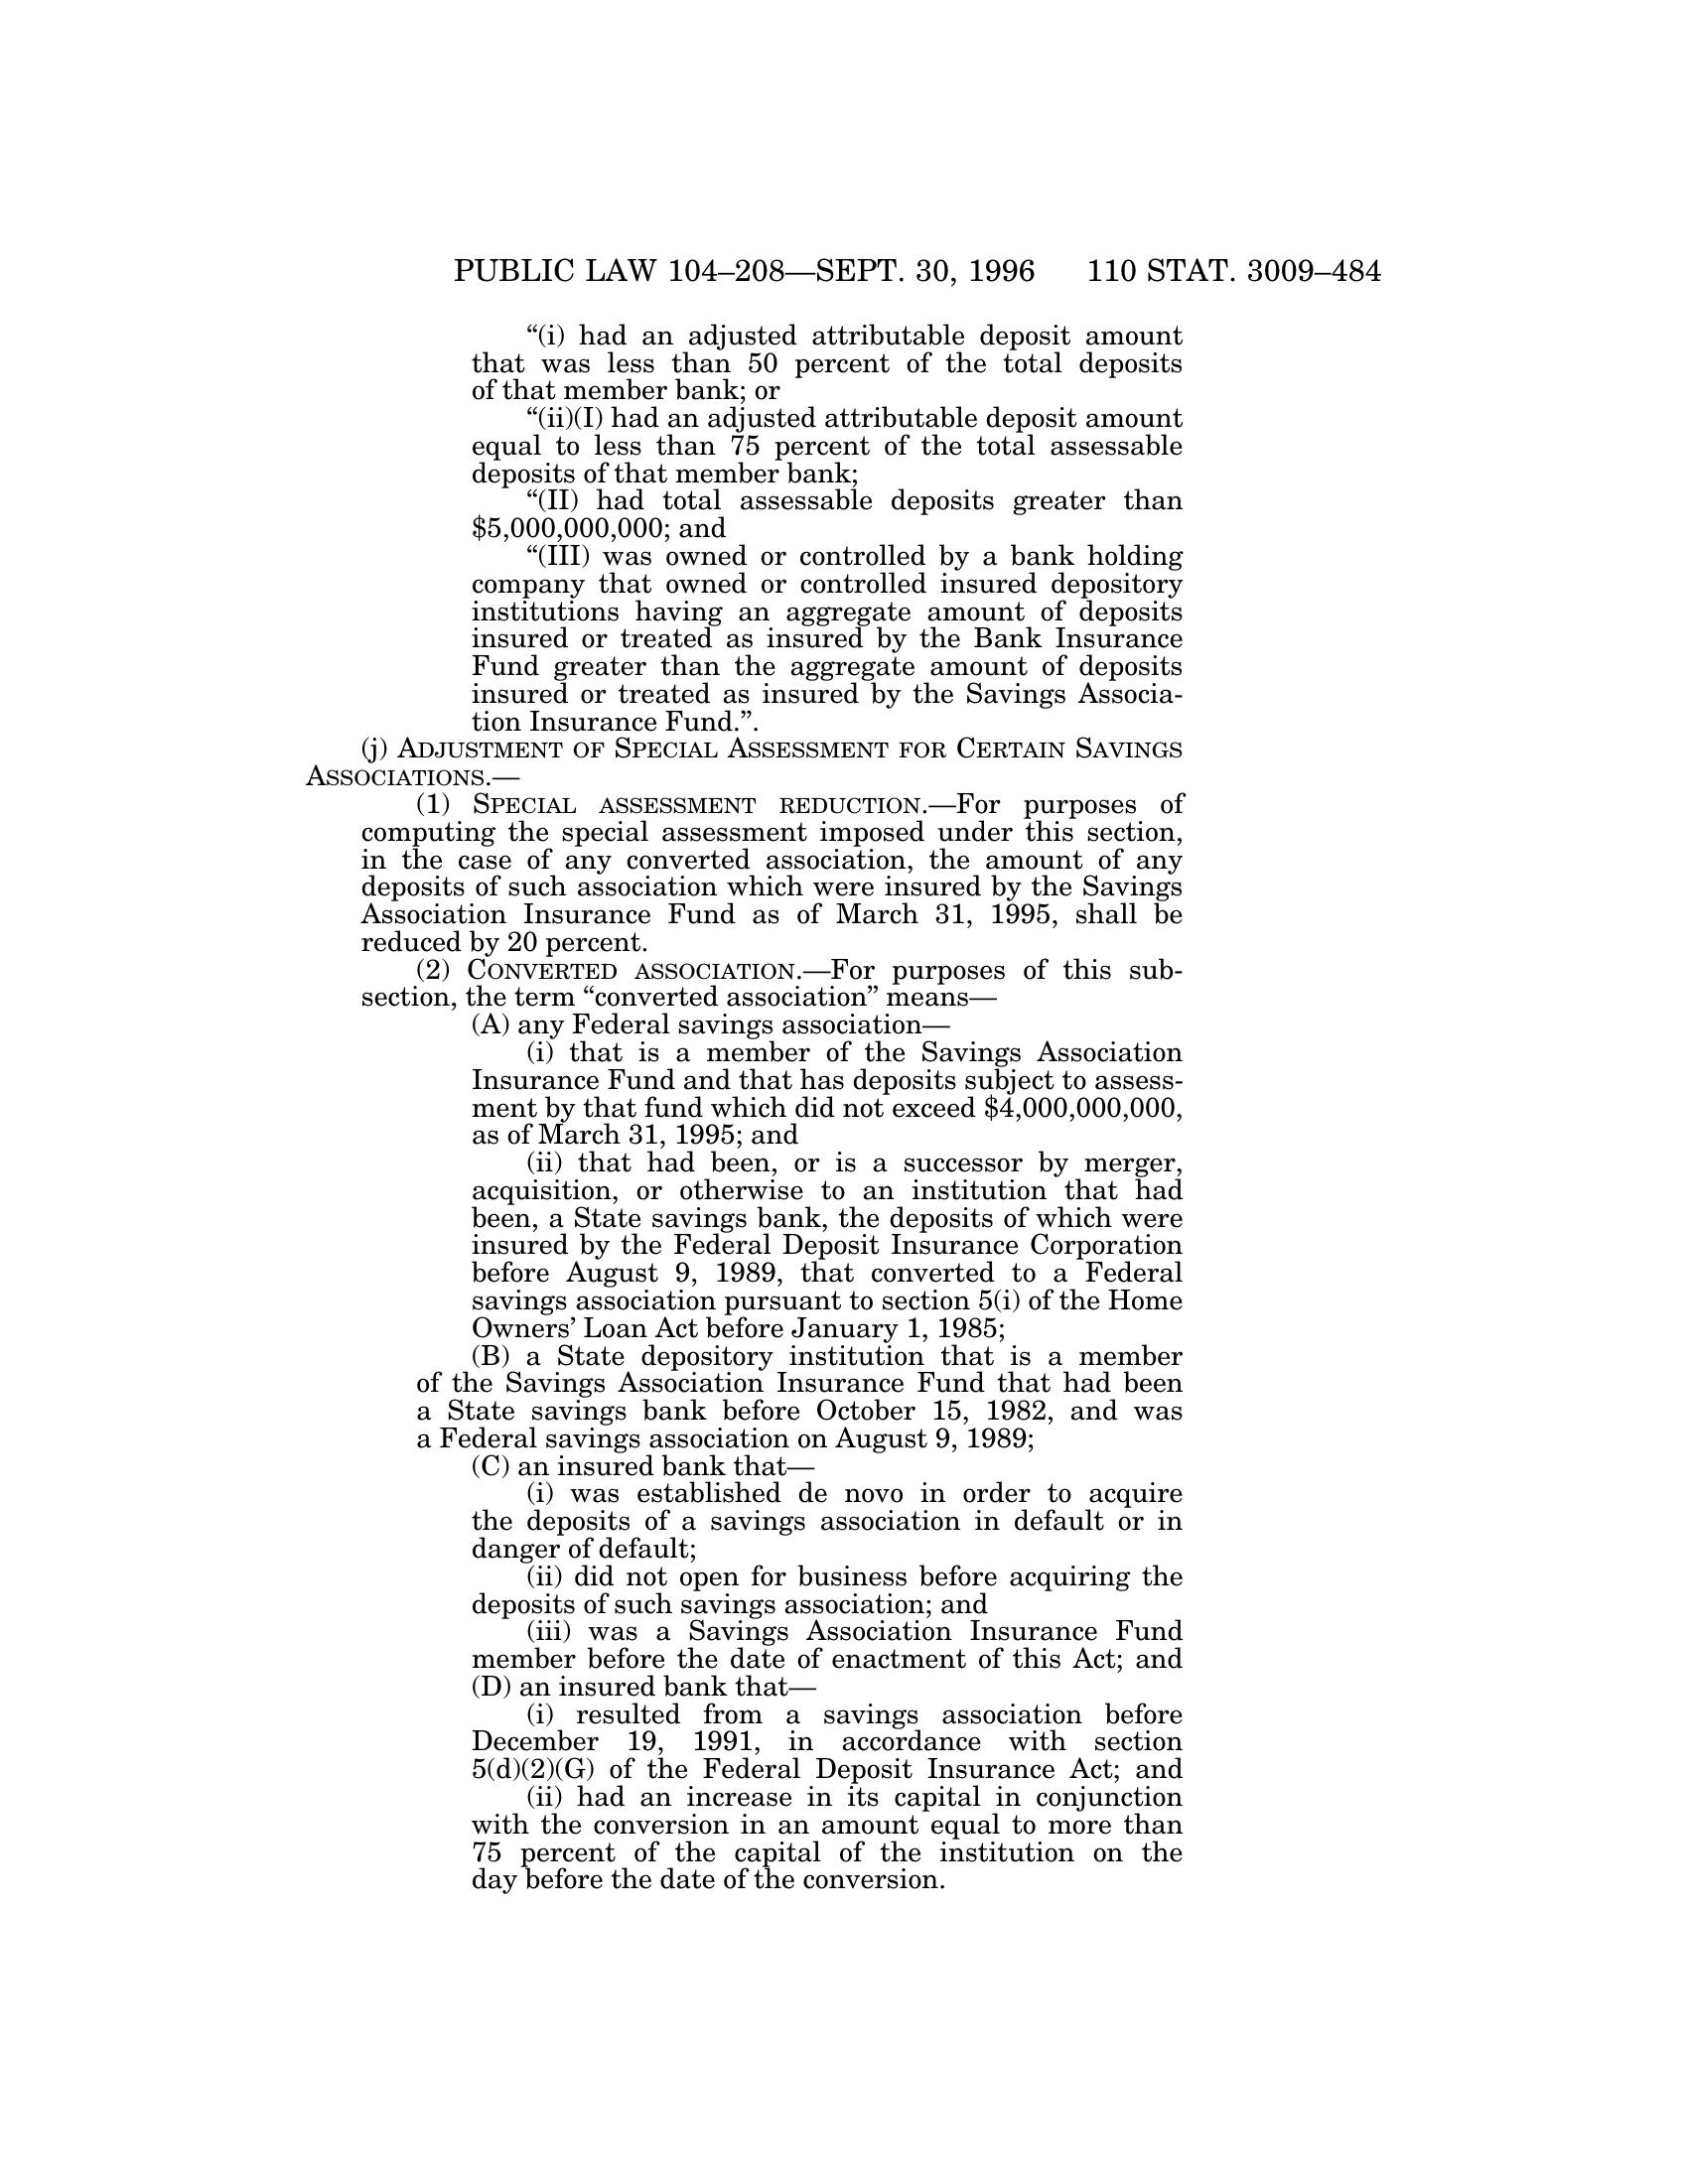 PUBLIC LAW 104–208—SEPT. 30, 1996 110 STAT. 3009–484
“(i) had an adjusted attributable deposit amount
that was less than 50 percent of the total deposits
of that member bank; or
“(ii)(I) had an adjusted attributable deposit amount
equal to less than 75 percent of the total assessable
deposits of that member bank;
“(II) had total assessable deposits greater than
$5,000,000,000; and
“(III) was owned or controlled by a bank holding
company that owned or controlled insured depository
institutions having an aggregate amount of deposits
insured or treated as insured by the Bank Insurance
Fund greater than the aggregate amount of deposits
insured or treated as insured by the Savings Associa-
tion Insurance Fund.”.
(j) ADJUSTMENT OF SPECIAL ASSESSMENT FOR CERTAIN SAVINGS
ASSOCIATIONS.—
(1) SPECIAL ASSESSMENT REDUCTION.—For purposes of
computing the special assessment imposed under this section,
in the case of any converted association, the amount of any
deposits of such association which were insured by the Savings
Association Insurance Fund as of March 31, 1995, shall be
reduced by 20 percent.
(2) CONVERTED ASSOCIATION.—For purposes of this sub-
section, the term “converted association” means—
(A) any Federal savings association—
(i) that is a member of the Savings Association
Insurance Fund and that has deposits subject to assess-
ment by that fund which did not exceed $4,000,000,000,
as of March 31, 1995; and
(ii) that had been, or is a successor by merger,
acquisition, or otherwise to an institution that had
been, a State savings bank, the deposits of which were
insured by the Federal Deposit Insurance Corporation
before August 9, 1989, that converted to a Federal
savings association pursuant to section 5(i) of the Home
Owners’ Loan Act before January 1, 1985;
(B) a State depository institution that is a member
of the Savings Association Insurance Fund that had been
a State savings bank before October 15, 1982, and was
a Federal savings association on August 9, 1989;
(C) an insured bank that—
(i) was established de novo in order to acquire
the deposits of a savings association in default or in
danger of default;
(ii) did not open for business before acquiring the
deposits of such savings association; and
(iii) was a Savings Association Insurance Fund
member before the date of enactment of this Act; and
(D) an insured bank that—
(i) resulted from a savings association before
December 19, 1991, in accordance with section
5(d)(2)(G) of the Federal Deposit Insurance Act; and
(ii) had an increase in its capital in conjunction
with the conversion in an amount equal to more than
75 percent of the capital of the institution on the
day before the date of the conversion.